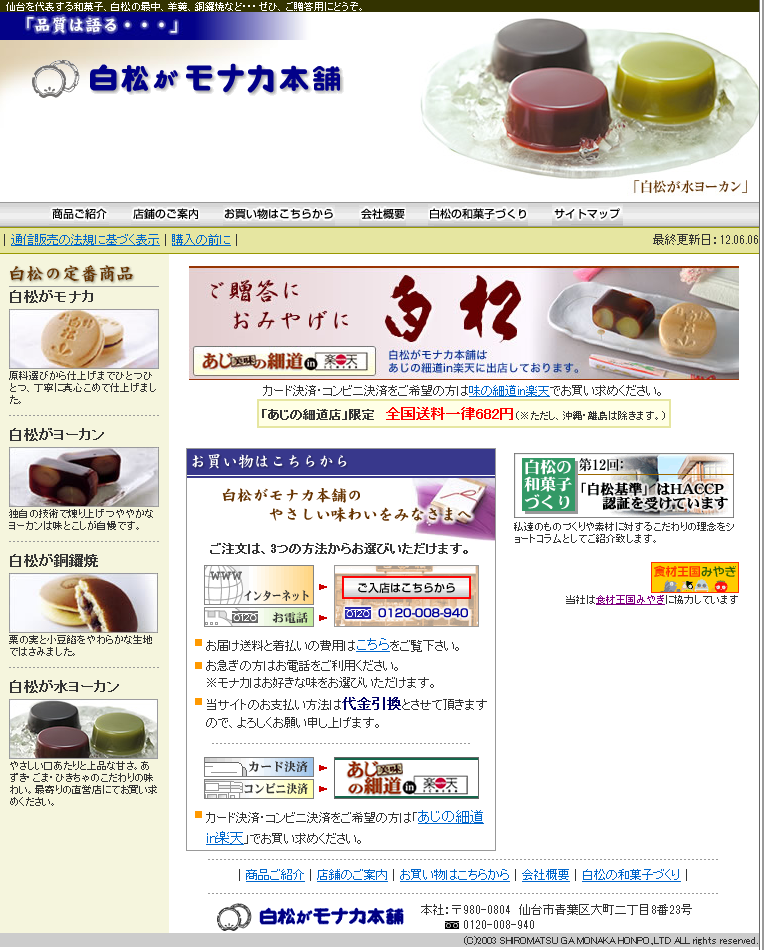 仙台を代表する和菓子、白松の最中、羊羹、銅鑼焼など・・・ぜひ、ご贈答用にどうぞ。
「品質は語る・・・」
白松がモナカ本舗
「白松が水ヨーカン」
商品ご紹介 店舗のご案内 お買い物はこちらから 会社概要 白松の和菓子づくり サイトマップ
| 通信販売の法規に基づく表示 | 購入の前に |
最終更新日：12.06.06
白松の定番商品
白松がモナカ
原料選びから仕上げまでひとつひ
とつ、丁寧に真心こめて仕上げまし
た。
白松がヨーカン
独自の技術で煉り上げつややかな
ヨーカンは味とこしが自慢です。
白松が銅鑼焼
栗の実と小豆餡をやわらかな生地
ではさみました。
白松が水ヨーカン
やさしい口あたりと上品な甘さ。あ
ずき・ごま・ひきちゃのこだわりの味
わい。最寄りの直営店にてお買い求
めください。
ご贈答に
おみやげに
白松
あじ美味の細道in楽天
白松がモナカ本舗は
あじの細道in楽天に出店しております。
カード決済・コンビニ決済をご希望の方は味の細道in楽天でお買い求めください。
「あじの細道店」限定 全国送料一律682円（※ただし、沖縄・離島は除きます。）
お買い物はこちらから
白松がモナカ本舗の
やさしい味わいをみなさまへ
ご注文は、3つの方法からお選びいただけます。
WWW
インターネット
ご入店はこちらから
0120 お電話
0120 0120-008-940
お届け送料と着払いの費用はこちらをご覧下さい。
お急ぎの方はお電話をご利用ください。
※モナカはお好きな味をお選びいただけます。
当サイトのお支払い方法は代金引換とさせて頂きます
ので、よろしくお願い申し上げます。
カード決済
コンビニ決済
あじ美味の細道in楽天
カード決済・コンビニ決済をご希望の方は「あじの細道
in楽天」でお買い求めください。
白松の和菓子づくり
第12回：
「白松基準」はHACCP
認証を受けています
私達のものづくりや素材に対するこだわりの理念をシ
ョートコラムとしてご紹介致します。
食材王国みやぎ
当社は食材王国みやぎに協力しています
| 商品ご紹介 | 店舗のご案内 | お買い物はこちらから | 会社概要 | 白松の和菓子づくり |
白松がモナカ本舗
本社：〒980-0804 仙台市青葉区大町二丁目8番23号
0120-008-940
(C)2003 SHIROMATSU GA MONAKA HONPO.,LTD ALL rights reserved.